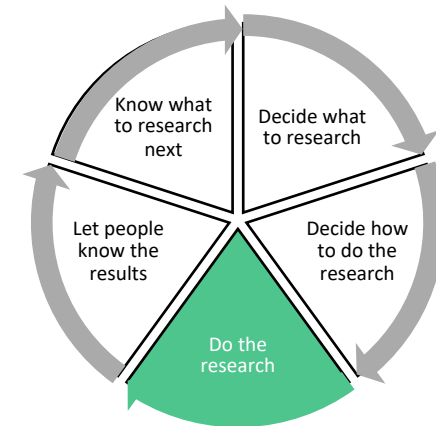 Know what
to research
next
Decide what
to research
Decide how
to do the
research
Do the
research
Let people
know the
results